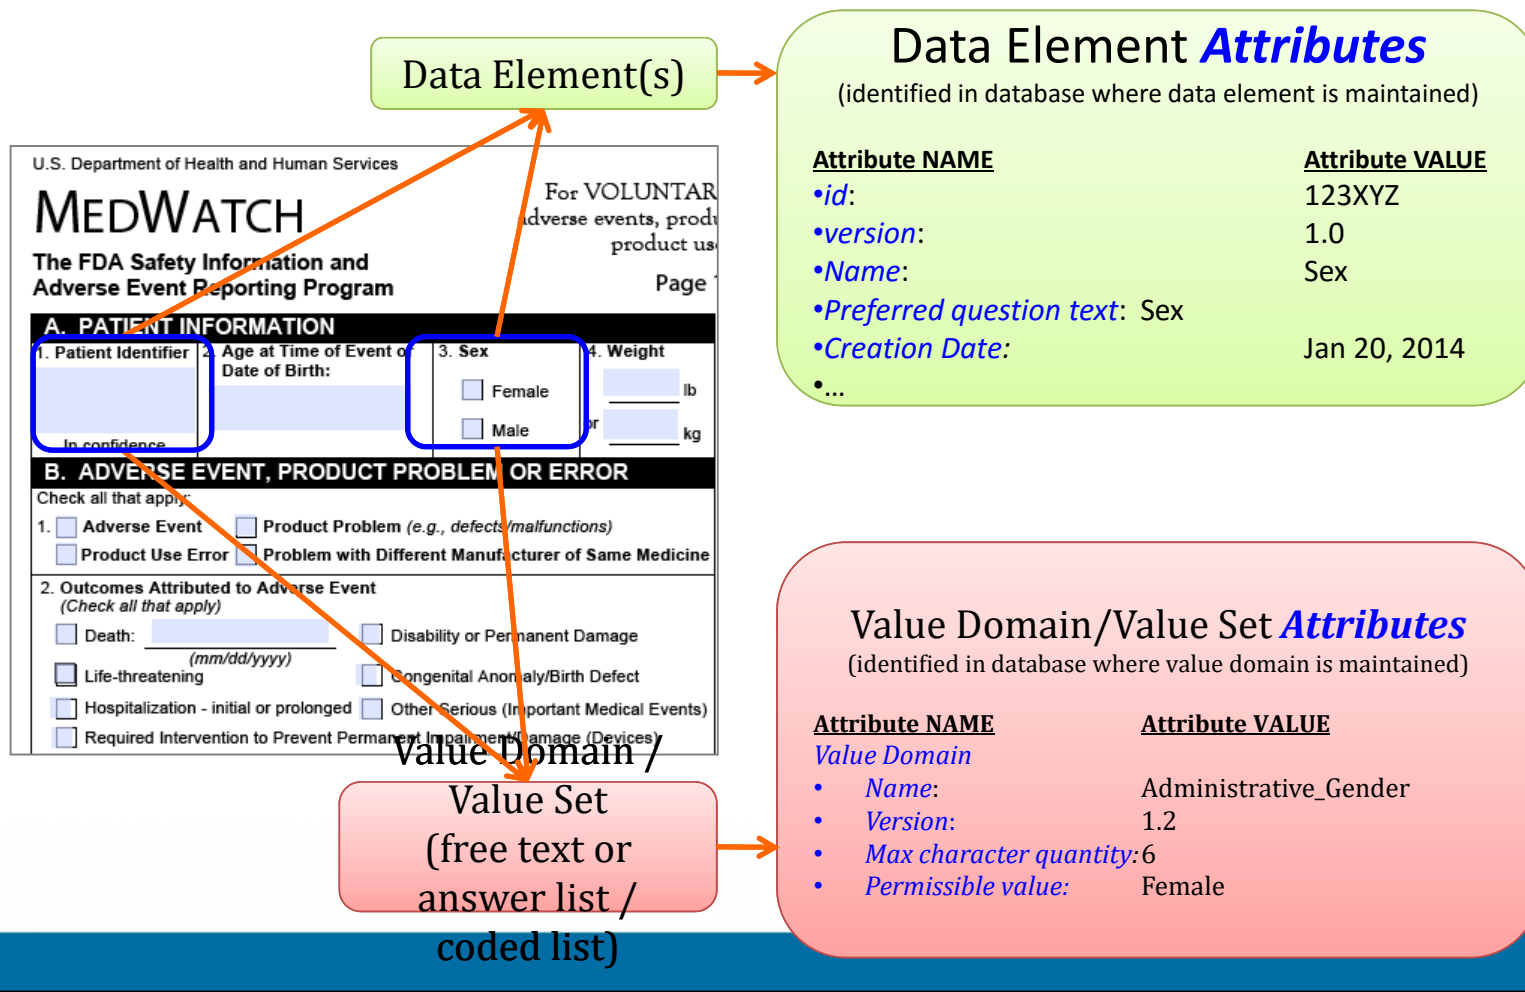 Data Element(s)
Data Element Attributes
(identified in database where data element is maintained)
Attribute NAME Attribute VALUE
•id: 123XYZ
•version: 1.0
•Name: Sex
•Preferred question text: Sex
•Creation Date: Jan 20, 2014
•...
U.S. Department of Health and Human Services
MEDWATCH
For VOLUNTAR
adverse events, produ
product us
The FDA Safety Information and
Adverse Event Reporting Program
Page
A. PATIENT INFORMATION
1. Patient Identifier
In confidence
2. Age at Time of Event or
Date of Birth:
3. Sex
Female
Male
4. Weight
lb
or
kg
B. ADVERSE EVENT, PRODUCT PROBLEM OR ERROR
Check all that apply:
1. Adverse Event Product Problem (e.g., defects/malfunctions)
Product Use Error Problem with Different Manufacturer of Same Medicine
2. Outcomes Attributed to Adverse Event
(Check all that apply)
Death: Disability or Permanent Damage
(mm/dd/yyyy)
Life-threatening Congenital Anomaly/Birth Defect
Hospitalization - initial or prolonged Other Serious (Important Medical Events)
Required Intervention to Prevent Permanent Impairment/Damage (Devices)
Value Domain /
Value Set
(free text or
answer list /
coded list)
Value Domain/Value Set Attributes
(identified in database where value domain is maintained)
Attribute NAME Attribute VALUE
Value Domain
• Name: Administrative_Gender
• Version: 1.2
• Max character quantity: 6
• Permissible value: Female